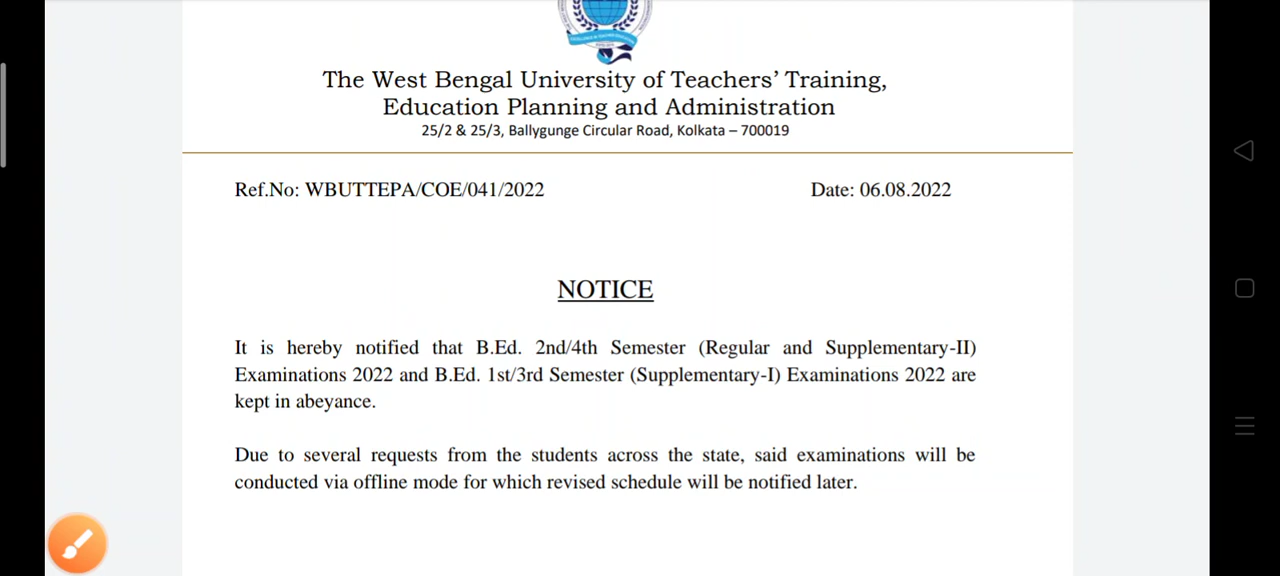 The West Bengal University of Teachers’ Training,
Education Planning and Administration
25/2 & 25/3, Ballygunge Circular Road, Kolkata – 700019
Ref.No: WBUTTEPA/COE/041/2022 Date: 06.08.2022
NOTICE
It is hereby notified that B.Ed. 2nd/4th Semester (Regular and Supplementary-II)
Examinations 2022 and B.Ed. 1st/3rd Semester (Supplementary-I) Examinations 2022 are
kept in abeyance.
Due to several requests from the students across the state, said examinations will be
conducted via offline mode for which revised schedule will be notified later.